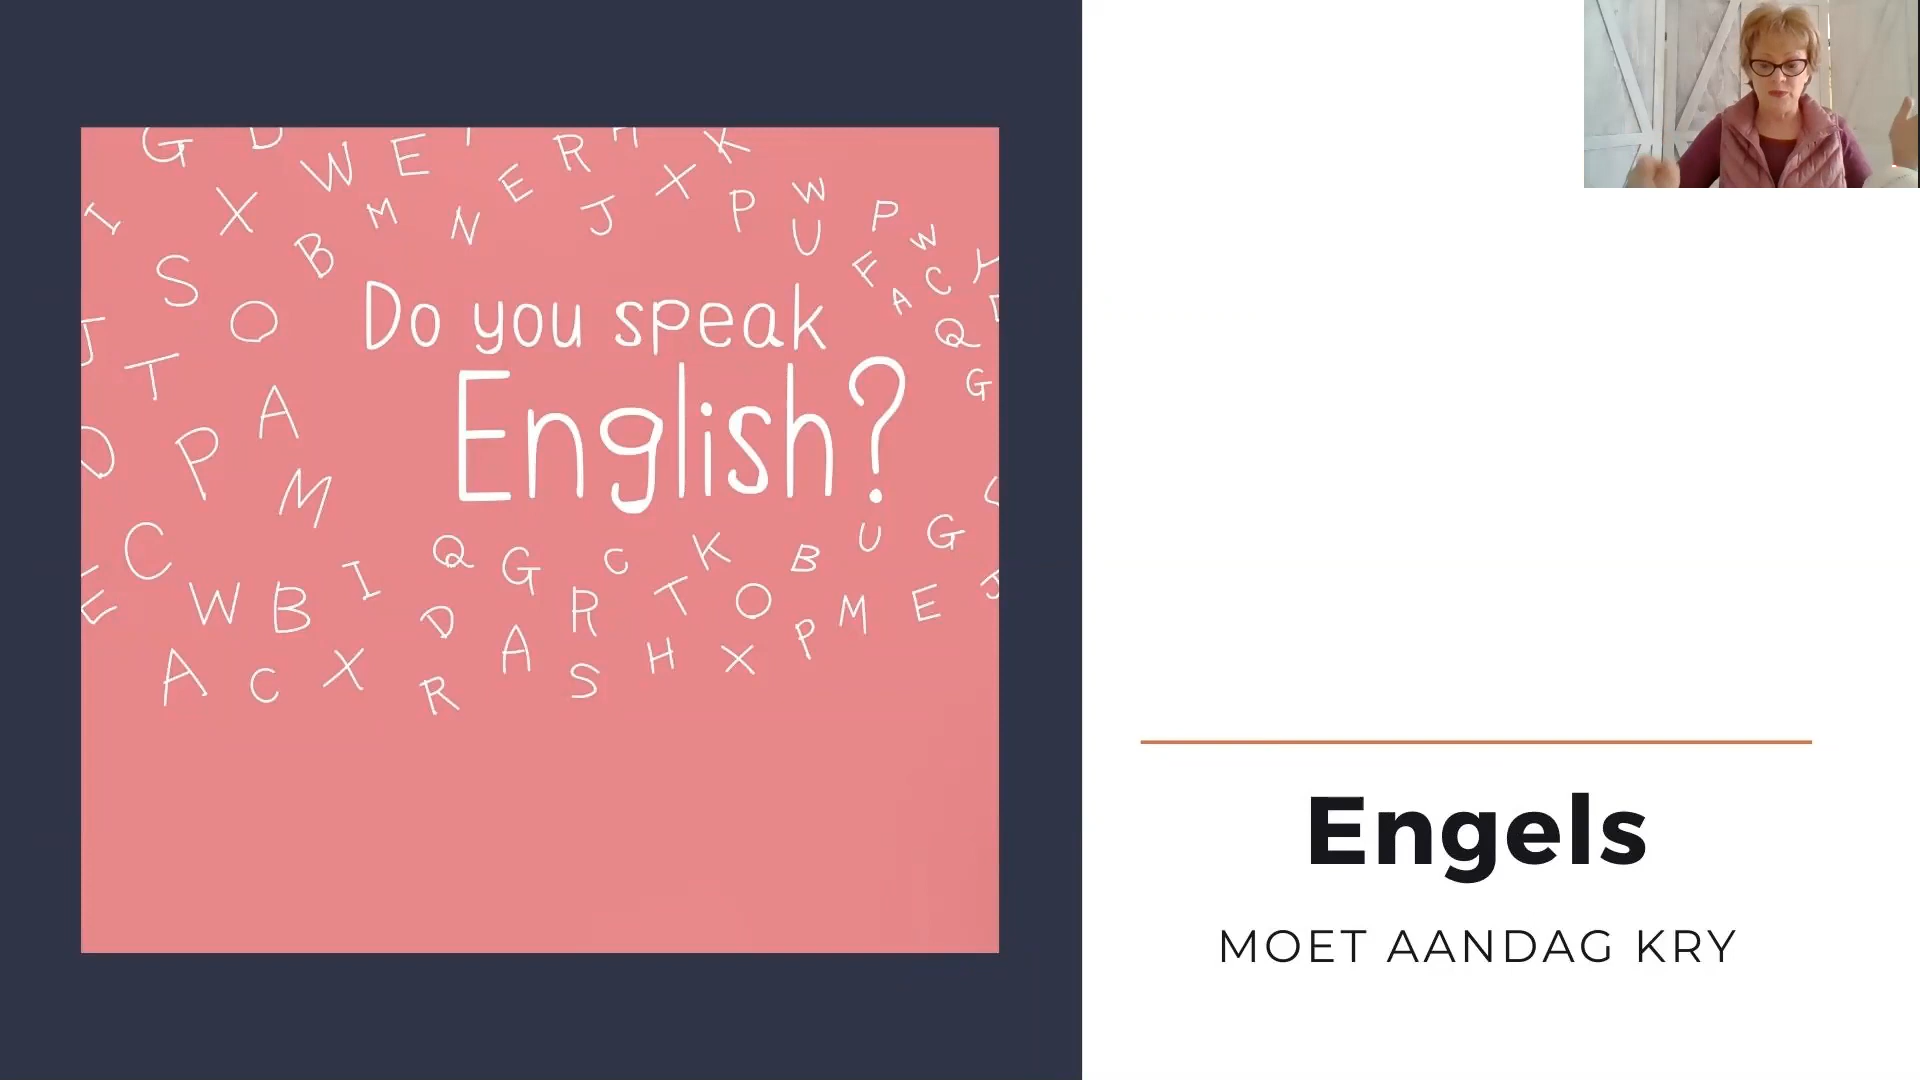 G D W E R H K
I X M N E J X P W P
S B U F W C Y
J O A Q
Do you speak
English?
T A G
D P M
C Q G C K B U G
E W B I D R T O P M E J
A C X R A S H X
Engels
MOET AANDAG KRY